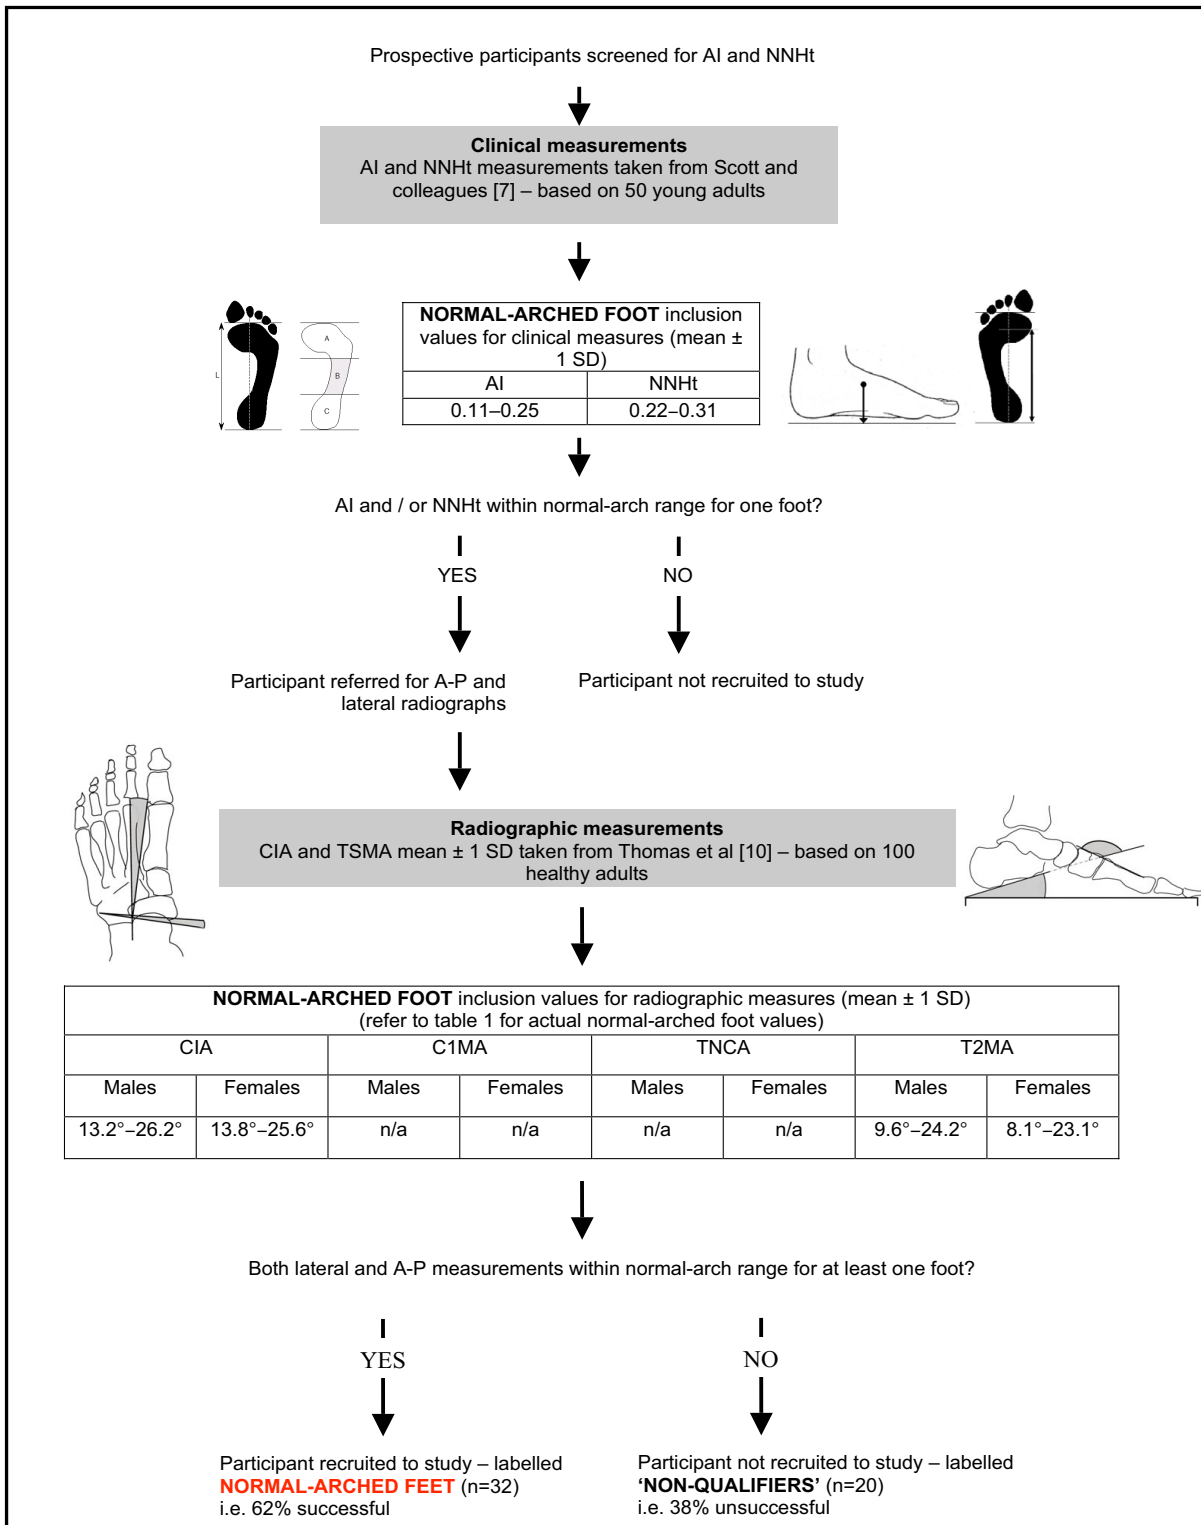 Prospective participants screened for AI and NNHt
Clinical measurements
AI and NNHt measurements taken from Scott and
colleagues [7] – based on 50 young adults
NORMAL-ARCHED FOOT inclusion
values for clinical measures (mean ±
1 SD)
AI NNHt
0.11–0.25 0.22–0.31
L
A
B
C
AI and / or NNHt within normal-arch range for one foot?
YES NO
Participant referred for A-P and
lateral radiographs
Participant not recruited to study
Radiographic measurements
CIA and TSMA mean ± 1 SD taken from Thomas et al [10] – based on 100
healthy adults
NORMAL-ARCHED FOOT inclusion values for radiographic measures (mean ± 1 SD)
(refer to table 1 for actual normal-arched foot values)
CIA C1MA TNCA T2MA
Males Females Males Females Males Females Males Females
13.2°–26.2° 13.8°–25.6° n/a n/a n/a n/a 9.6°–24.2° 8.1°–23.1°
Both lateral and A-P measurements within normal-arch range for at least one foot?
YES NO
Participant recruited to study – labelled
NORMAL-ARCHED FEET (n=32)
i.e. 62% successful
Participant not recruited to study – labelled
‘NON-QUALIFIERS’ (n=20)
i.e. 38% unsuccessful